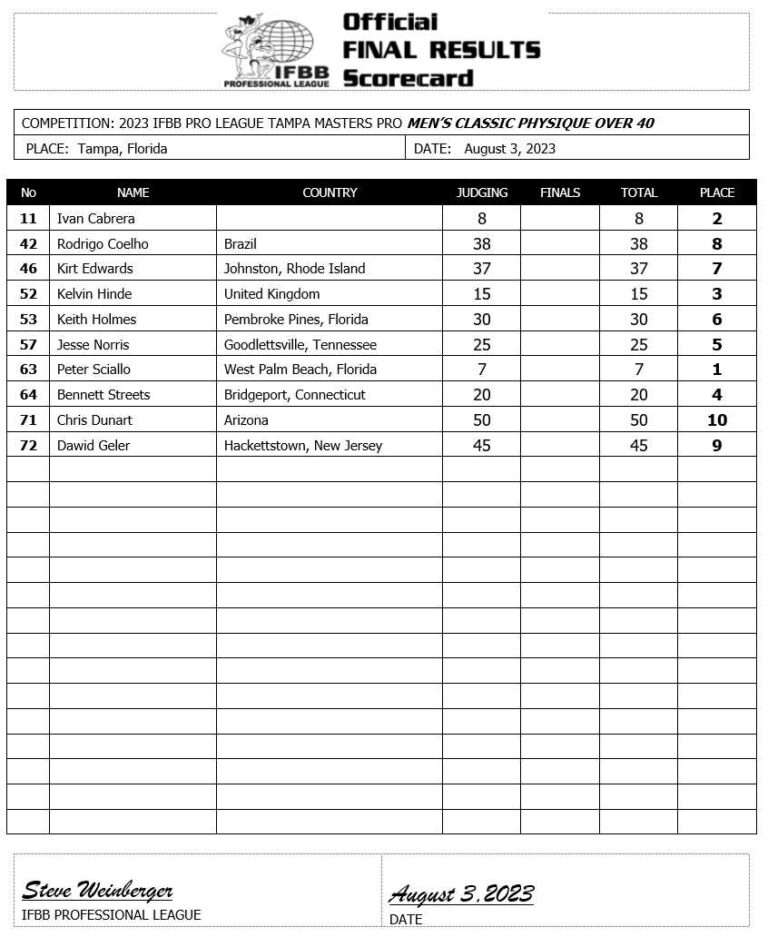 Official
FINAL RESULTS
Scorecard
IFBB
PROFESSIONAL LEAGUE
COMPETITION: 2023 IFBB PRO LEAGUE TAMPA MASTERS PRO MEN'S CLASSIC PHYSIQUE OVER 40
PLACE: Tampa, Florida DATE: August 3, 2023
No NAME COUNTRY JUDGING FINALS TOTAL PLACE
11 Ivan Cabrera 8 8 2
42 Rodrigo Coelho Brazil 38 38 8
46 Kirt Edwards Johnston, Rhode Island 37 37 7
52 Kelvin Hinde United Kingdom 15 15 3
53 Keith Holmes Pembroke Pines, Florida 30 30 6
57 Jesse Norris Goodlettsville, Tennessee 25 25 5
63 Peter Sciallo West Palm Beach, Florida 7 7 1
64 Bennett Streets Bridgeport, Connecticut 20 20 4
71 Chris Dunart Arizona 50 50 10
72 Dawid Geler Hackettstown, New Jersey 45 45 9
Steve Weinberger August 3, 2023
IFBB PROFESSIONAL LEAGUE DATE